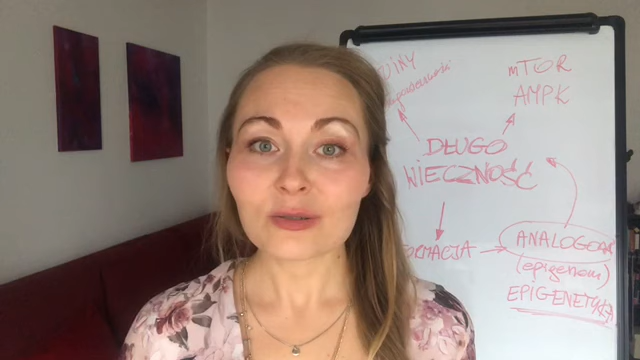 mTOR
AMPK
DŁUGO
WIECZNOŚĆ
ANALOGOWA
(epigenom)
EPIGENETYKA